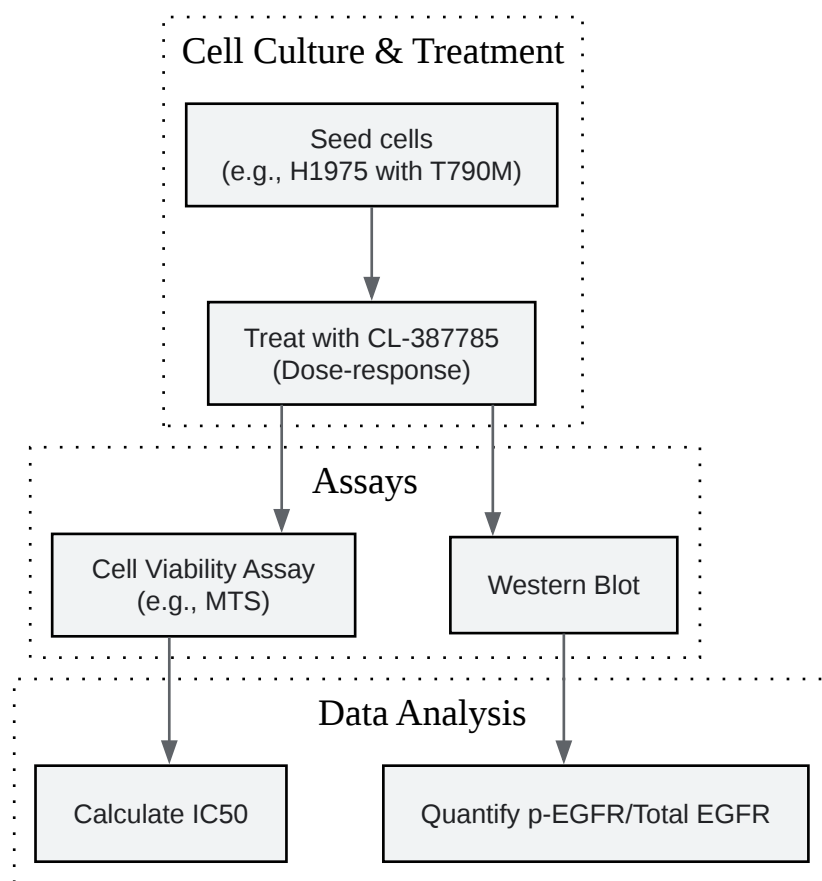 Cell Culture & Treatment
Seed cells
(e.g., H1975 with T790M)
Treat with CL-387785
(Dose-response)
Assays
Cell Viability Assay
(e.g., MTS)
Western Blot
Data Analysis
Calculate IC50
Quantify p-EGFR/Total EGFR